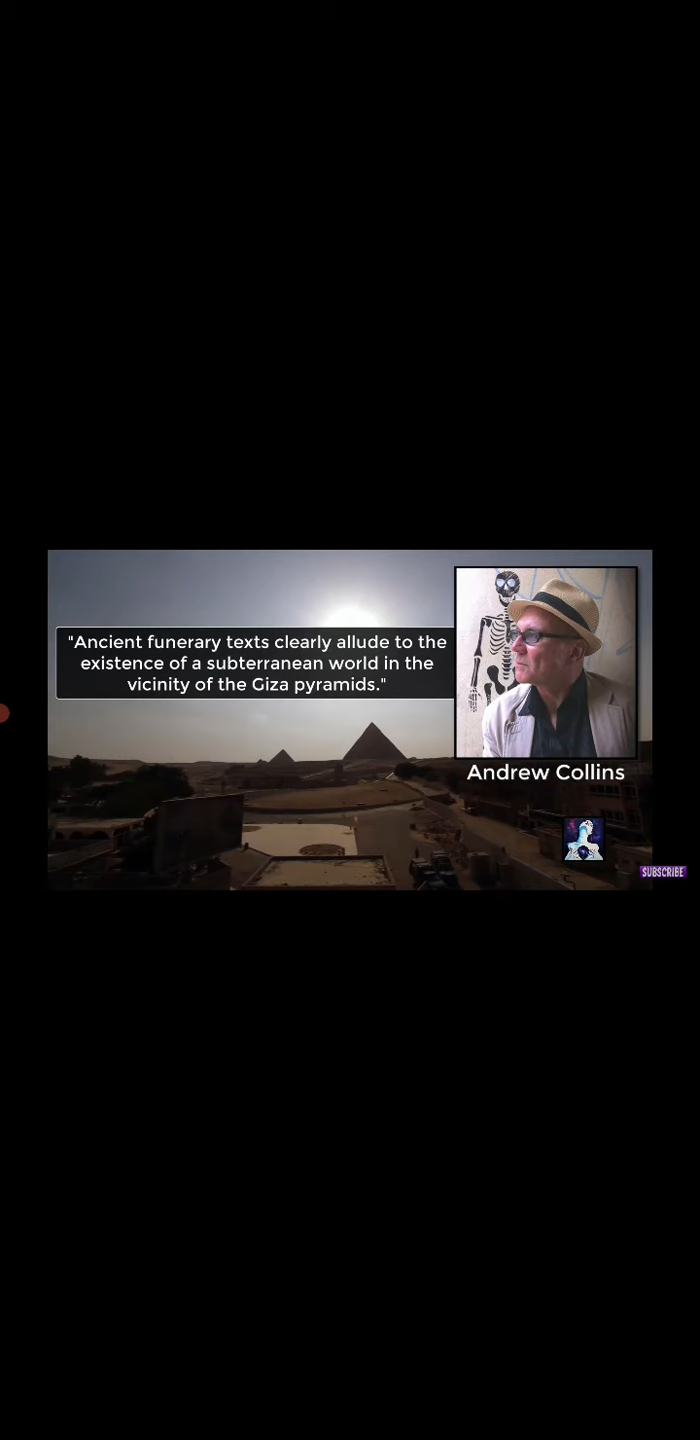 "Ancient funerary texts clearly allude to the
existence of a subterranean world in the
vicinity of the Giza pyramids."
Andrew Collins
SUBSCRIBE